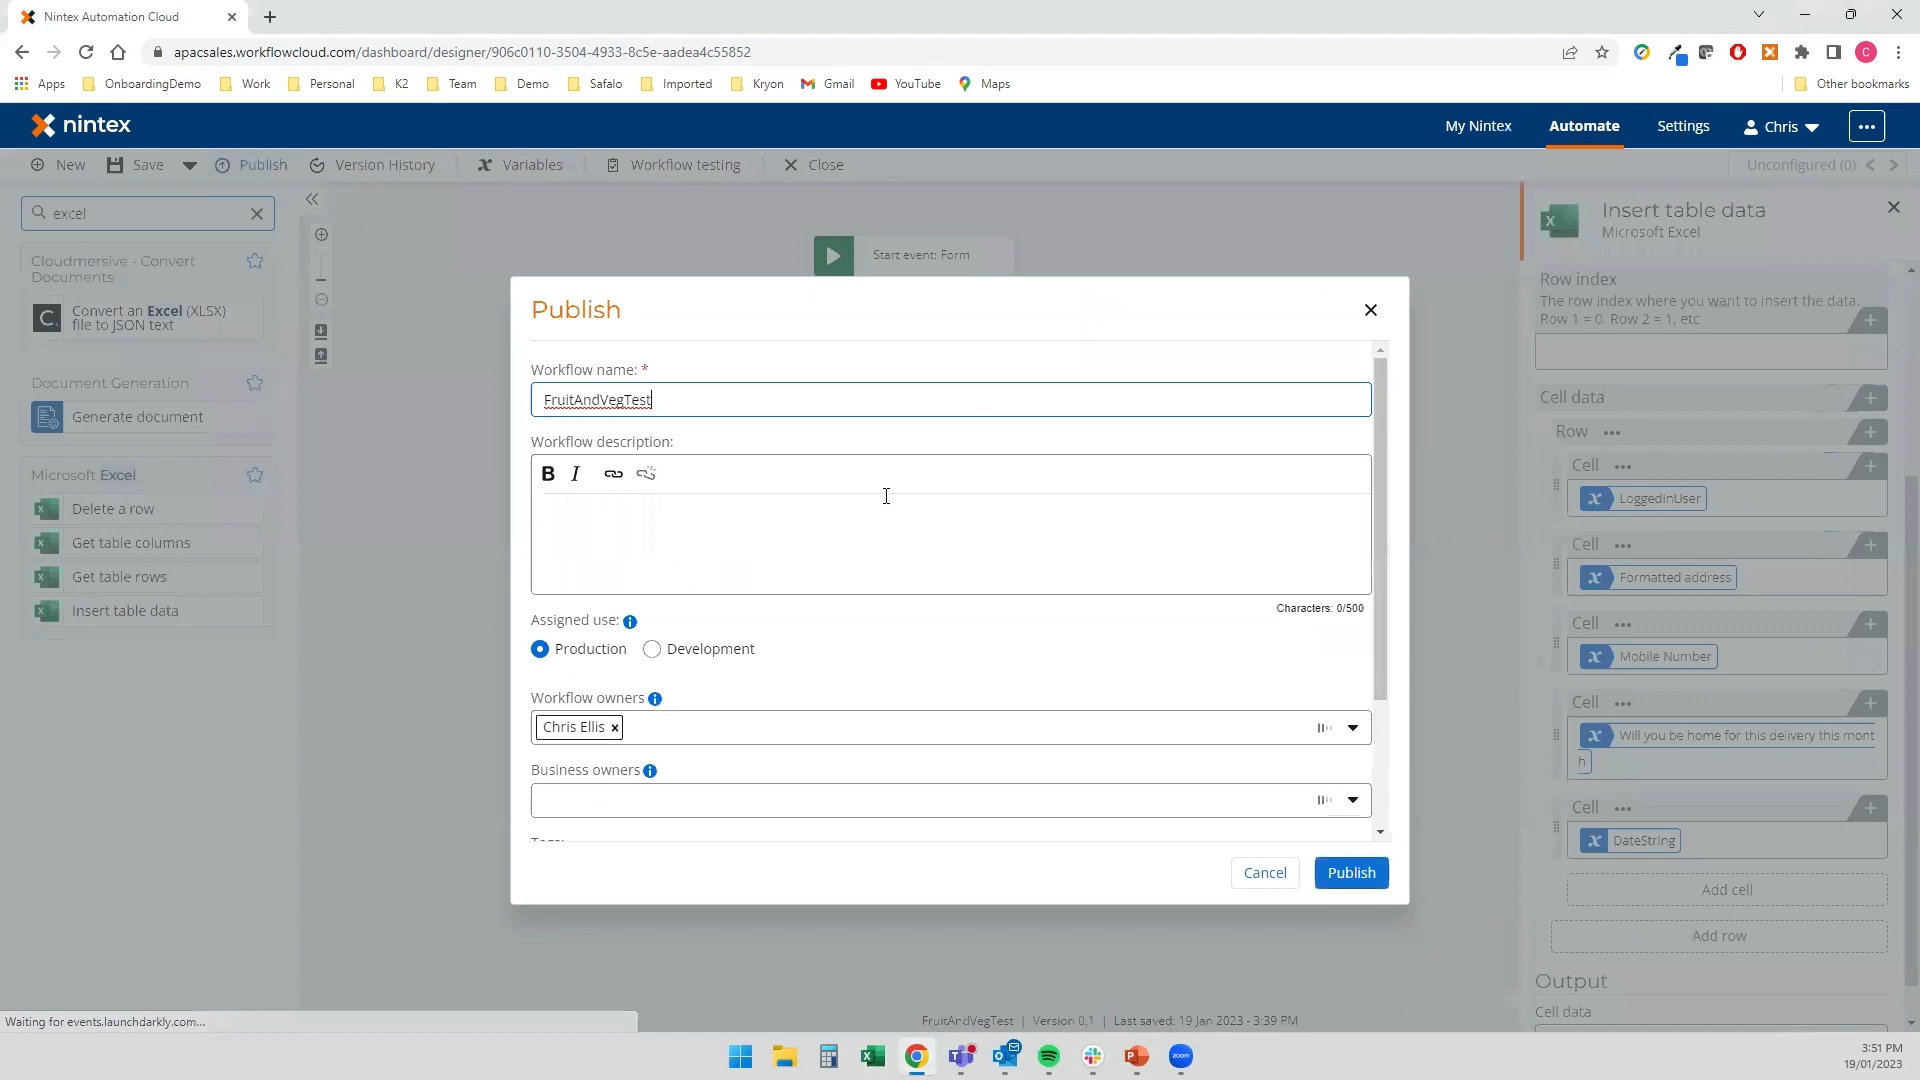 Nintex Automation Cloud
apacsales.workflowcloud.com/dashboard/designer/906c0110-3504-4933-8c5e-aadea4c55852
C
Apps OnboardingDemo Work Personal K2 Team Demo Safalo Imported Kryon Gmail YouTube Maps Other bookmarks
nintex My Nintex Automate Settings Chris
New Save Publish Version History Variables Workflow testing Close Unconfigured (0)
excel
Cloudmersive - Convert
Documents
Convert an Excel (XLSX)
file to JSON text
Document Generation
Generate document
Microsoft Excel
Delete a row
Get table columns
Get table rows
Insert table data
Start event: Form
Publish
Workflow name: *
FruitAndVegTest
Workflow description:
B I
Characters: 0/500
Assigned use:
Production Development
Workflow owners
Chris Ellis ×
Business owners
Cancel Publish
Insert table data
Microsoft Excel
Row index
The row index where you want to insert the data.
Row 1 = 0. Row 2 = 1, etc
Cell data
Row
Cell
LoggedInUser
Cell
Formatted address
Cell
Mobile Number
Cell
Will you be home for this delivery this mont
h
Cell
DateString
Add cell
Add row
Output
Cell data
Waiting for events.launchdarkly.com...
FruitAndVegTest | Version 0.1 | Last saved: 19 Jan 2023 - 3:39 PM
zoom
3:51 PM
19/01/2023